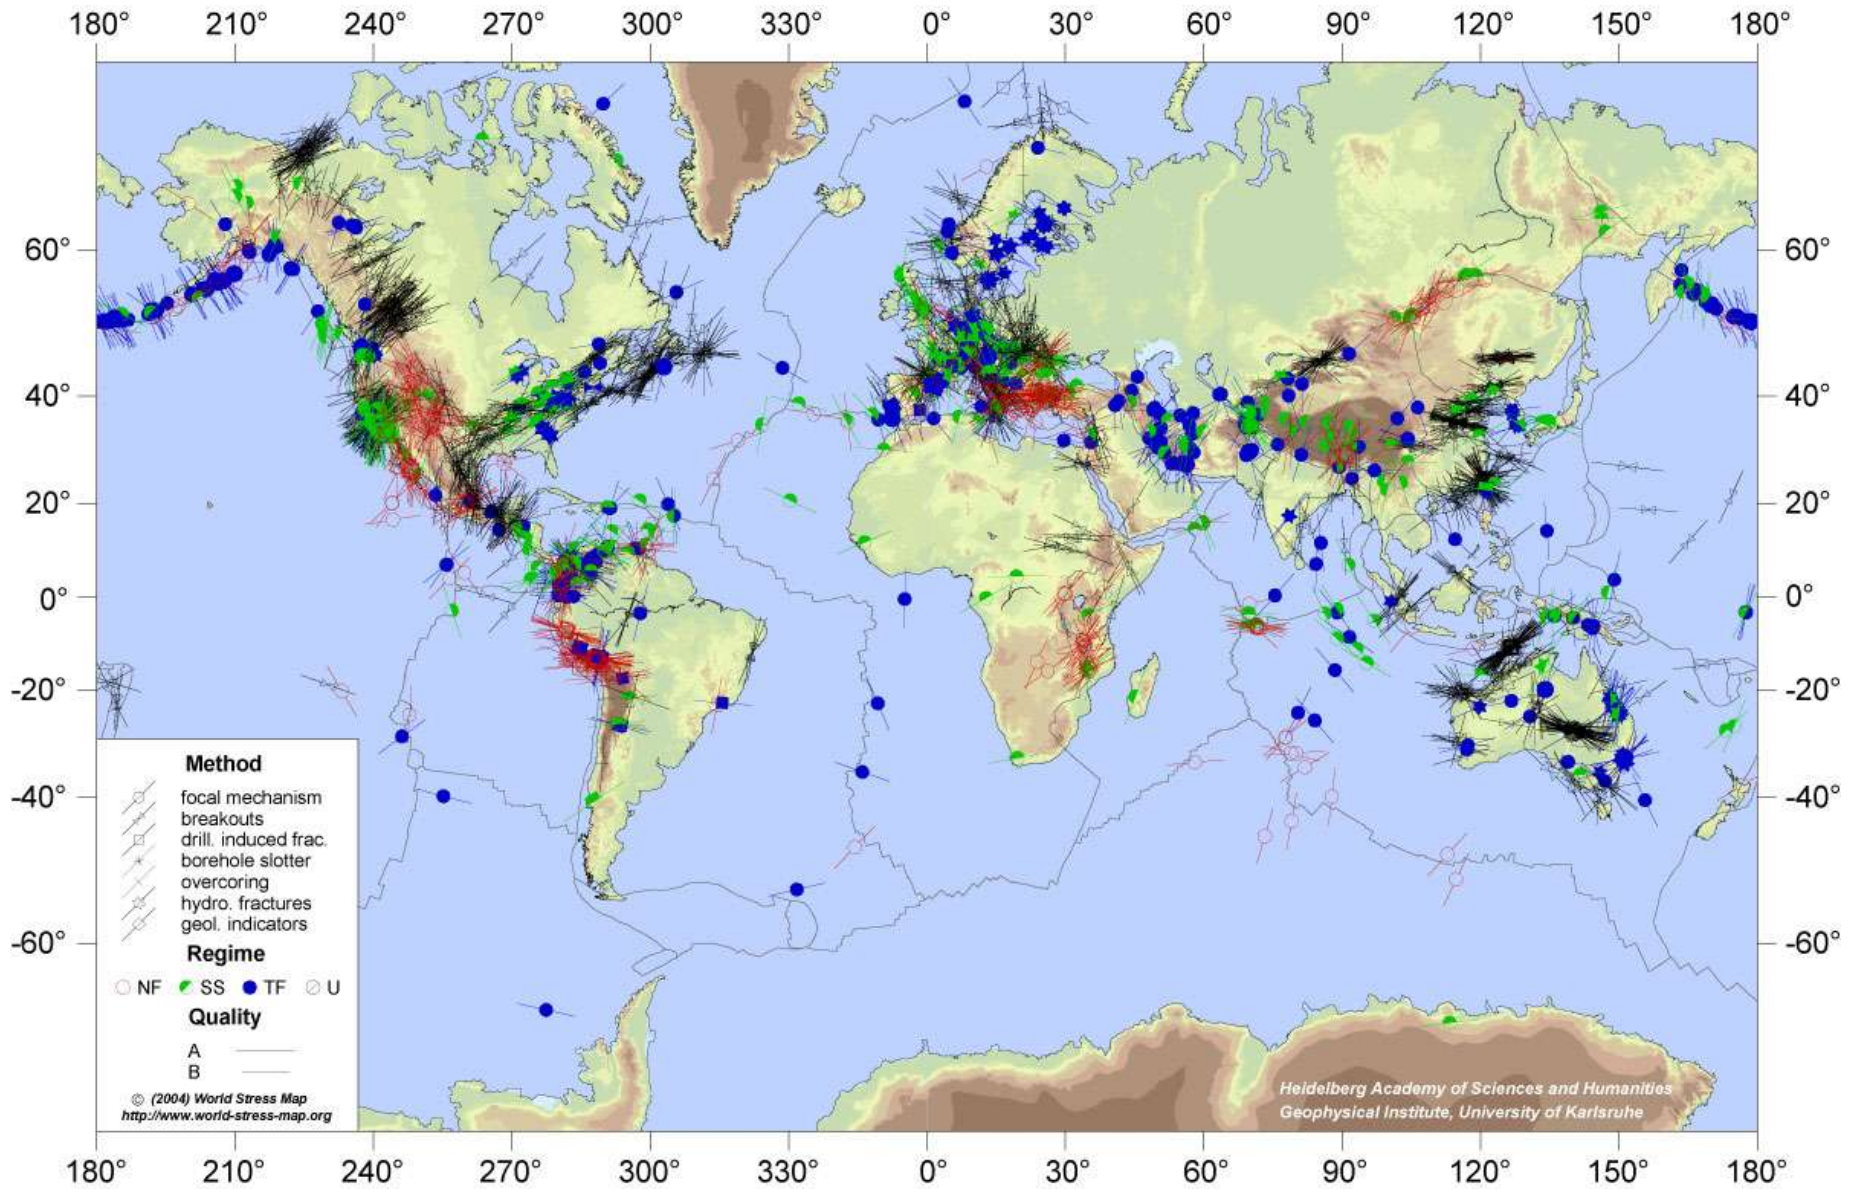 180° 210° 240° 270° 300° 330° 0° 30° 60° 90° 120° 150° 180°
60° 60°
40° 40°
20° 20°
0° 0°
-20° -20°
-40° -40°
-60° -60°
Method
focal mechanism
breakouts
drill. induced frac.
borehole slotter
overcoring
hydro. fractures
geol. indicators
Regime
NF SS TF U
Quality
A
B
© (2004) World Stress Map
http://www.world-stress-map.org
Heidelberg Academy of Sciences and Humanities
Geophysical Institute, University of Karlsruhe
180° 210° 240° 270° 300° 330° 0° 30° 60° 90° 120° 150° 180°